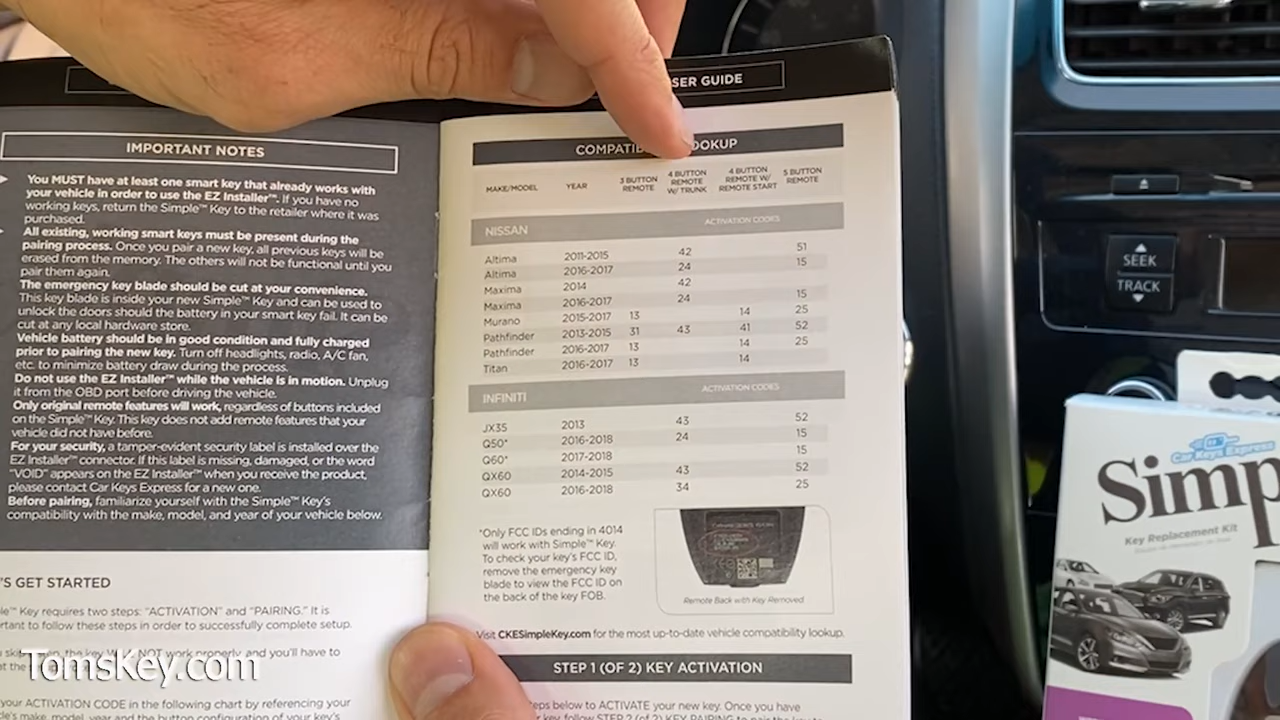 IMPORTANT NOTES
You MUST have at least one smart key that already works with
your vehicle in order to use the EZ Installer™. If you have
no working keys, return the Simple™ Key to the retailer where it was
purchased.
All existing, working smart keys must be present during the
pairing process. Once you pair a new key, all previous keys will be
erased from the memory. The others will not be functional until you
pair them again.
The emergency key blade should be cut at your convenience.
This key blade is inside your new Simple™ Key and can be used to
unlock the doors should the battery in your smart key fail. It can be
cut at any local hardware store.
Vehicle battery should be in good condition and fully charged
prior to pairing the new key. Turn off headlights, radio, A/C fan,
etc. to minimize battery draw during the process.
Do not use the EZ Installer™ while the vehicle is in motion. Unplug
it from the OBD port before driving the vehicle.
Only original remote features will work, regardless of buttons included
on the Simple™ Key. This key does not add remote features that your
vehicle did not have before.
For your security, a tamper-evident security label is installed over the
EZ Installer™ connector. If this label is missing, damaged, or the word
"VOID" appears on the EZ Installer™ when you receive the product,
please contact Car Keys Express for a new one.
Before pairing, familiarize yourself with the Simple™ Key's
compatibility with the make, model, and year of your vehicle below.
'S GET STARTED
le™ Key requires two steps: "ACTIVATION" and "PAIRING." It is
rtant to follow these steps in order to successfully complete setup.
the key WILL NOT work properly, and you'll have to
your ACTIVATION CODE in the following chart by referencing your
model, year and the button configuration of your key's
SER GUIDE
COMPATIB OOKUP
MAKE/MODEL YEAR 3 BUTTON REMOTE 4 BUTTON REMOTE W/ TRUNK 4 BUTTON REMOTE W/ REMOTE START 5 BUTTON REMOTE
NISSAN ACTIVATION CODES
Altima 2011-2015 42 51
Altima 2016-2017 24 15
Maxima 2014 42
Maxima 2016-2017 24 15
Murano 2015-2017 13 14 25
Pathfinder 2013-2015 31 43 41 52
Pathfinder 2016-2017 13 14 25
Titan 2016-2017 13 14
INFINITI ACTIVATION CODES
JX35 2013 43 52
Q50* 2016-2018 24 15
Q60* 2017-2018 15
QX60 2014-2015 43 52
QX60 2016-2018 34 25
*Only FCC IDs ending in 4014
will work with Simple™ Key.
To check your key's FCC ID,
remove the emergency key
blade to view the FCC ID on
the back of the key FOB.
Remote Back with Key Removed
Visit CKESimpleKey.com for the most up-to-date vehicle compatibility lookup.
STEP 1 (OF 2) KEY ACTIVATION
eps below to ACTIVATE your new key. Once you have
SEEK
TRACK
Car Keys Express
Simp
Key Replacement Kit
TomsKey.com